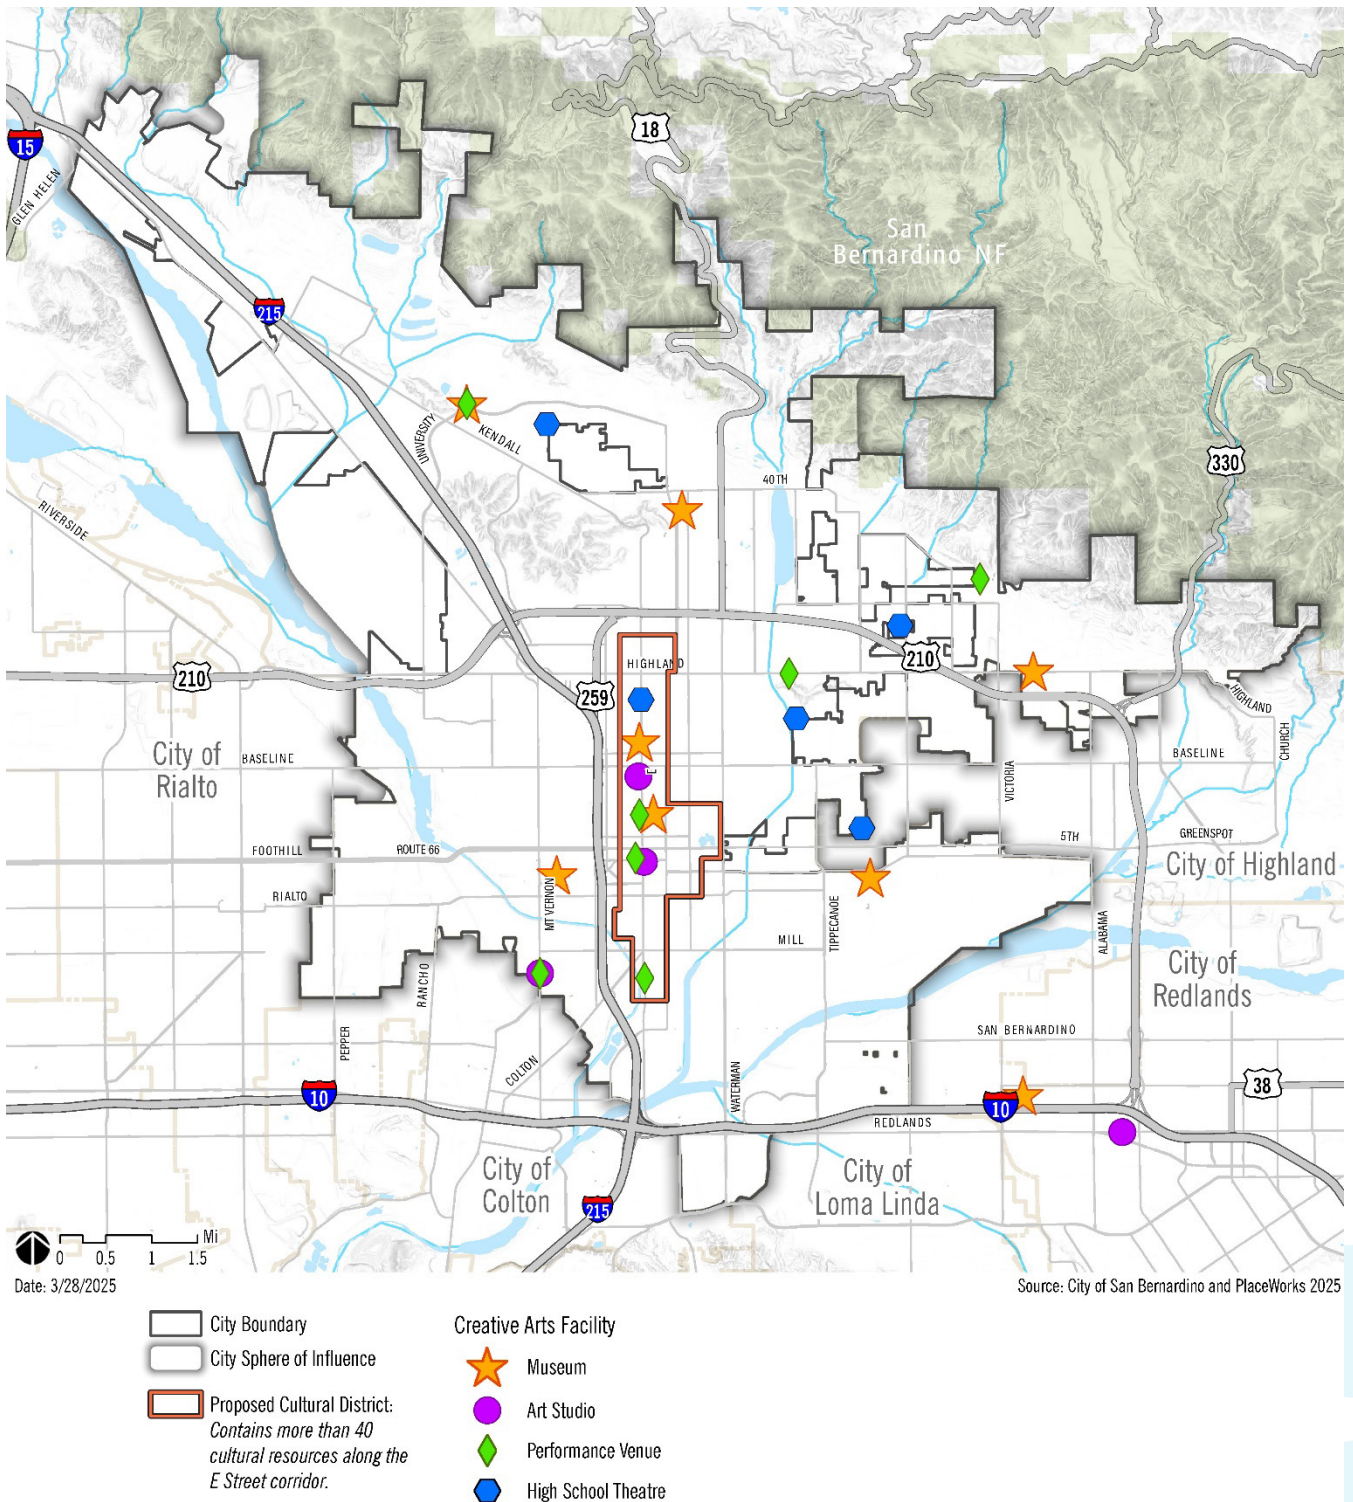 18
15
GLEN HELEN
San
Bernardino NF
215
UNIVERSITY
KENDALL
330
40TH
RIVERSIDE
HIGHLAND
210
210
259
HIGHLAND
CHURCH
City of
Rialto
BASELINE
BASELINE
E
VICTORIA
5TH
GREENSPOT
FOOTHILL
ROUTE 66
City of Highland
RIALTO
MT VERNON
TIPPECANOE
ALABAMA
MILL
RANCHO
City of
Redlands
SAN BERNARDINO
PEPPER
COLTON
WATERMAN
38
10
10
REDLANDS
City of
Colton
City of
Loma Linda
215
Mi
0 0.5 1 1.5
Date: 3/28/2025
Source: City of San Bernardino and PlaceWorks 2025
City Boundary
City Sphere of Influence
Proposed Cultural District:
Contains more than 40
cultural resources along the
E Street corridor.
Creative Arts Facility
Museum
Art Studio
Performance Venue
High School Theatre